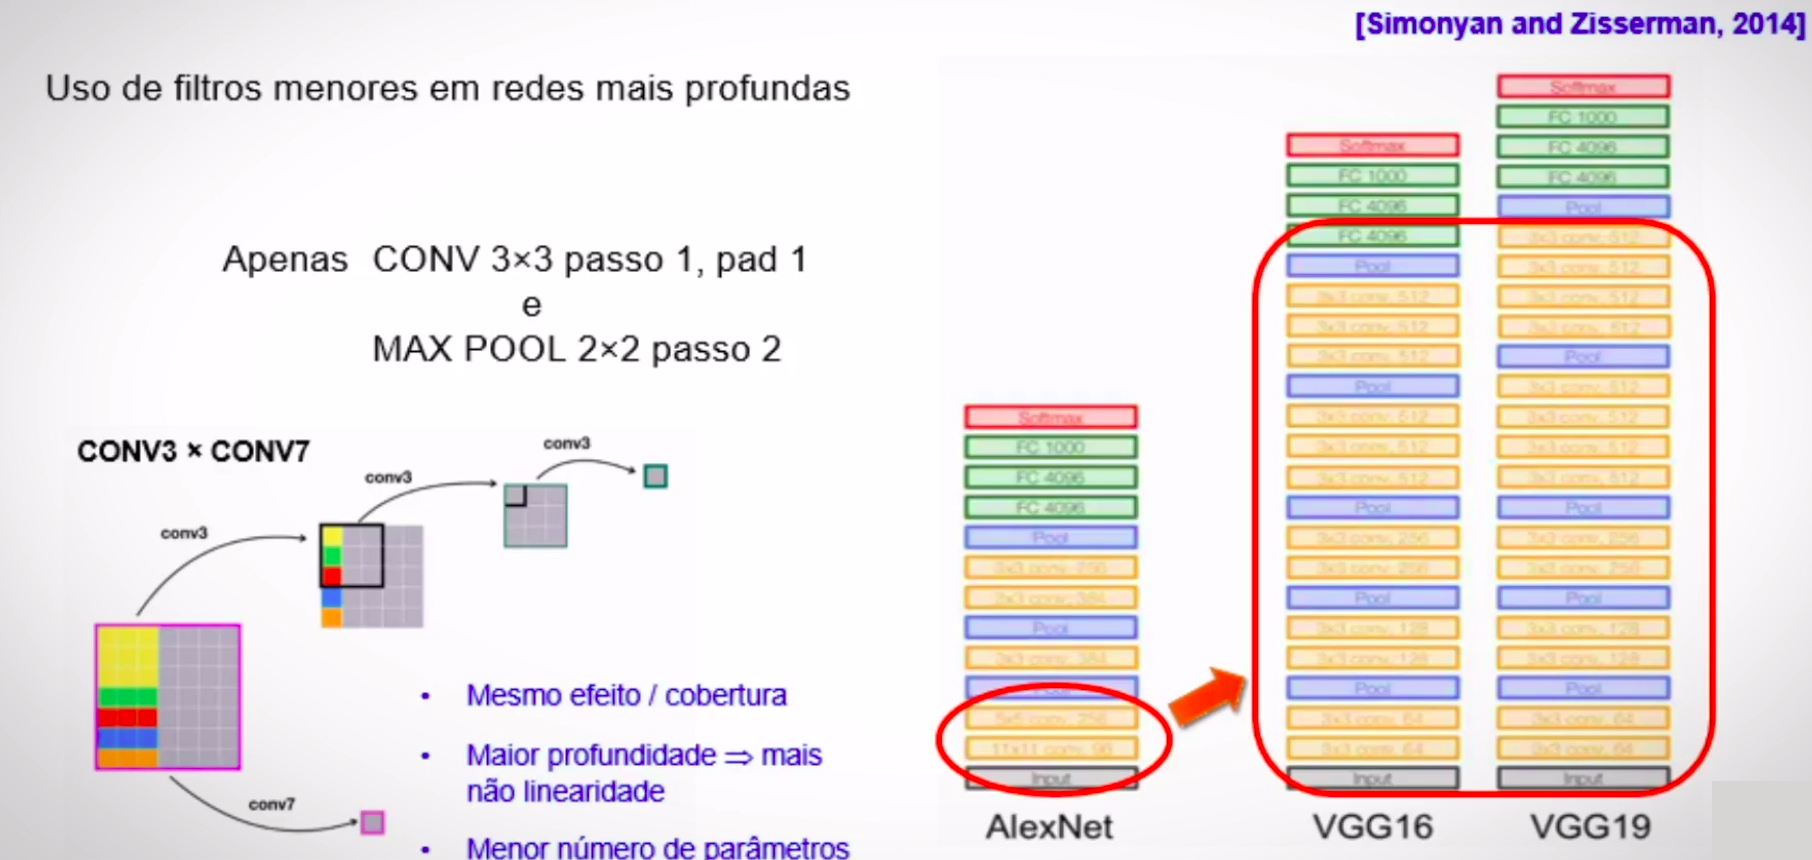 [Simonyan and Zisserman, 2014]
Uso de filtros menores em redes mais profundas
Apenas CONV 3×3 passo 1, pad 1
e
MAX POOL 2×2 passo 2
CONV3 × CONV7
conv3
conv3
conv3
conv7
• Mesmo efeito / cobertura
• Maior profundidade ⇒ mais
não linearidade
• Menor número de parâmetros
Softmax
FC 1000
FC 4096
FC 4096
Pool
3x3 conv, 256
3x3 conv, 384
Pool
3x3 conv, 384
Pool
5x5 conv, 256
11x11 conv, 96
Input
AlexNet
Softmax
FC 1000
FC 4096
FC 4096
Pool
3x3 conv, 512
3x3 conv, 512
3x3 conv, 512
Pool
3x3 conv, 512
3x3 conv, 512
3x3 conv, 512
Pool
3x3 conv, 256
3x3 conv, 256
Pool
3x3 conv, 128
3x3 conv, 128
Pool
3x3 conv, 64
3x3 conv, 64
Input
VGG16
Softmax
FC 1000
FC 4096
FC 4096
Pool
3x3 conv, 512
3x3 conv, 512
3x3 conv, 512
3x3 conv, 512
Pool
3x3 conv, 512
3x3 conv, 512
3x3 conv, 512
3x3 conv, 512
Pool
3x3 conv, 256
3x3 conv, 256
Pool
3x3 conv, 128
3x3 conv, 128
Pool
3x3 conv, 64
3x3 conv, 64
Input
VGG19